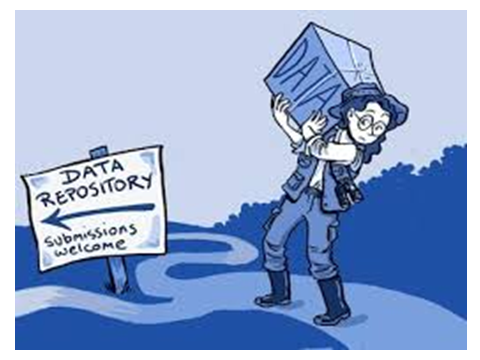 DATA
DATA
REPOSITORY
Submissions
welcome